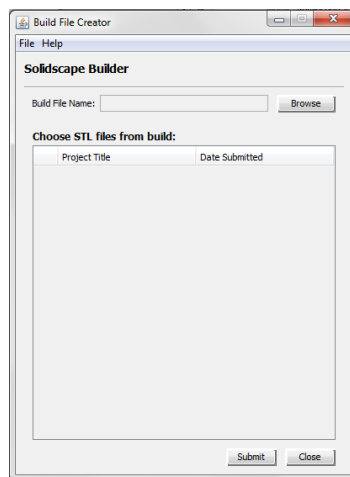 Build File Creator
File Help
Solidscape Builder
Build File Name: Browse
Choose STL files from build:
Project Title Date Submitted
Submit Close